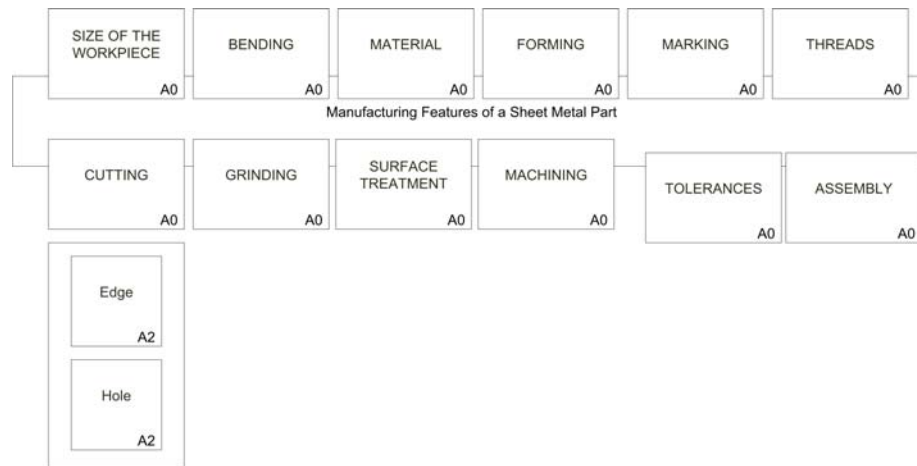 SIZE OF THE
WORKPIECE
A0
BENDING
A0
MATERIAL
A0
FORMING
A0
MARKING
A0
THREADS
A0
Manufacturing Features of a Sheet Metal Part
CUTTING
A0
GRINDING
A0
SURFACE
TREATMENT
A0
MACHINING
A0
TOLERANCES
A0
ASSEMBLY
A0
Edge
A2
Hole
A2